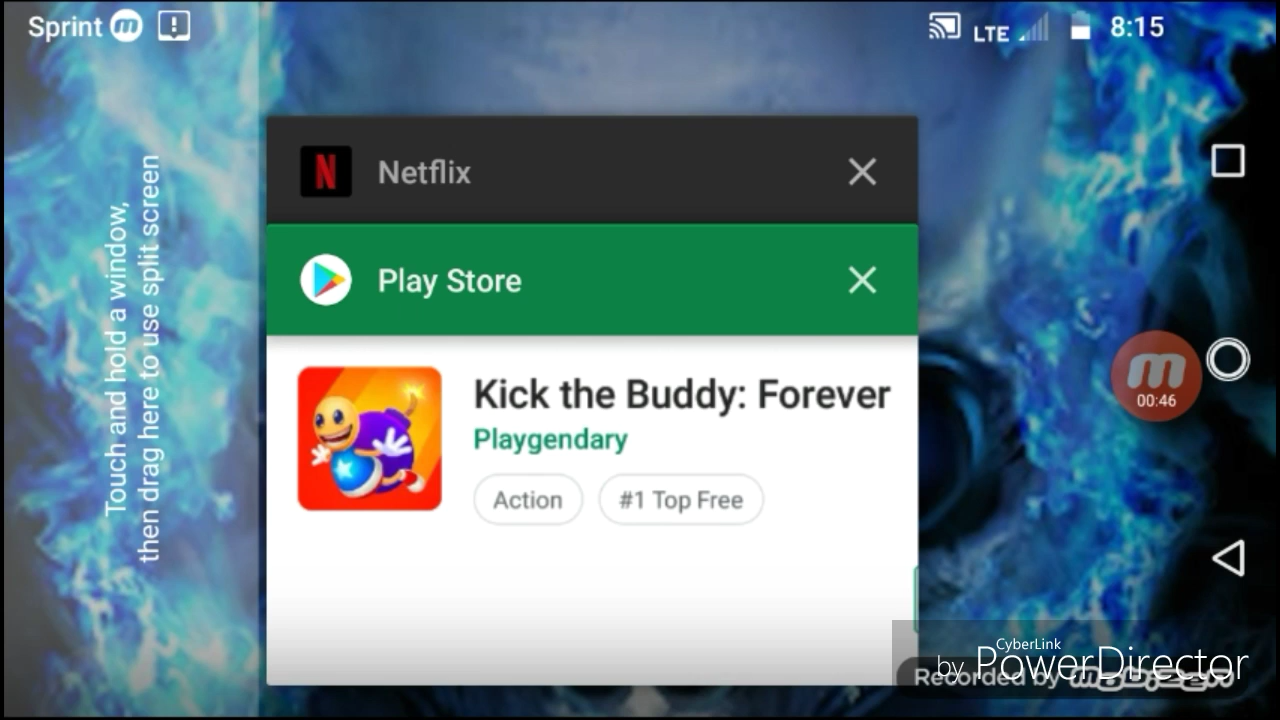 Sprint
LTE
8:15
Touch and hold a window,
then drag here to use split screen
N
Netflix
Play Store
Kick the Buddy: Forever
Playgendary
Action
#1 Top Free
m
00:46
CyberLink
by PowerDirector
Recorded by